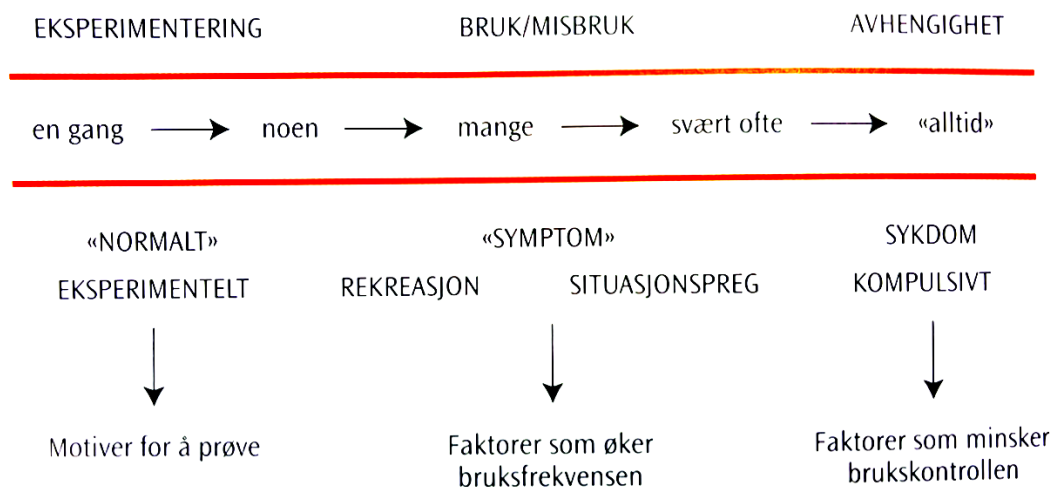 EKSPERIMENTERING BRUK/MISBRUK AVHENGIGHET
en gang noen mange svært ofte «alltid»
«NORMALT» «SYMPTOM» SYKDOM
EKSPERIMENTELT REKREASJON SITUASJONSPREG KOMPULSIVT
Motiver for å prøve Faktorer som øker Faktorer som minsker
bruksfrekvensen brukskontrollen